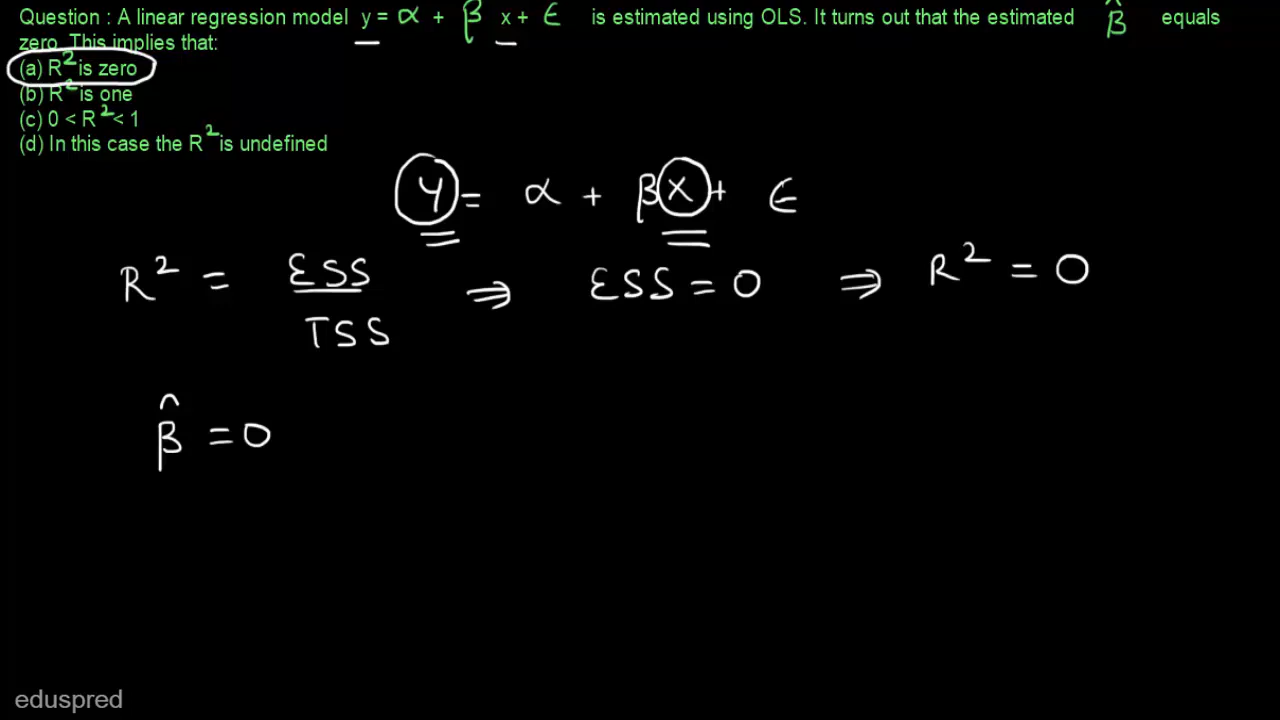 Question : A linear regression model y = α + β x + ε is estimated using OLS. It turns out that the estimated β̂ equals
zero. This implies that:
(a) R² is zero
(b) R² is one
(c) 0 < R² < 1
(d) In this case the R² is undefined
y = α + βx + ε
R² = ESS / TSS ⇒ ESS = 0 ⇒ R² = 0
β̂ = 0
eduspred